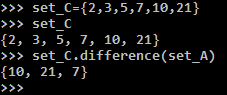 >>> set_C={2,3,5,7,10,21}
>>> set_C
{2, 3, 5, 7, 10, 21}
>>> set_C.difference(set_A)
{10, 21, 7}
>>>